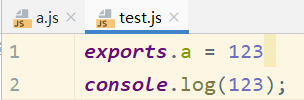 a.js test.js
1 exports.a = 123
2 console.log(123);